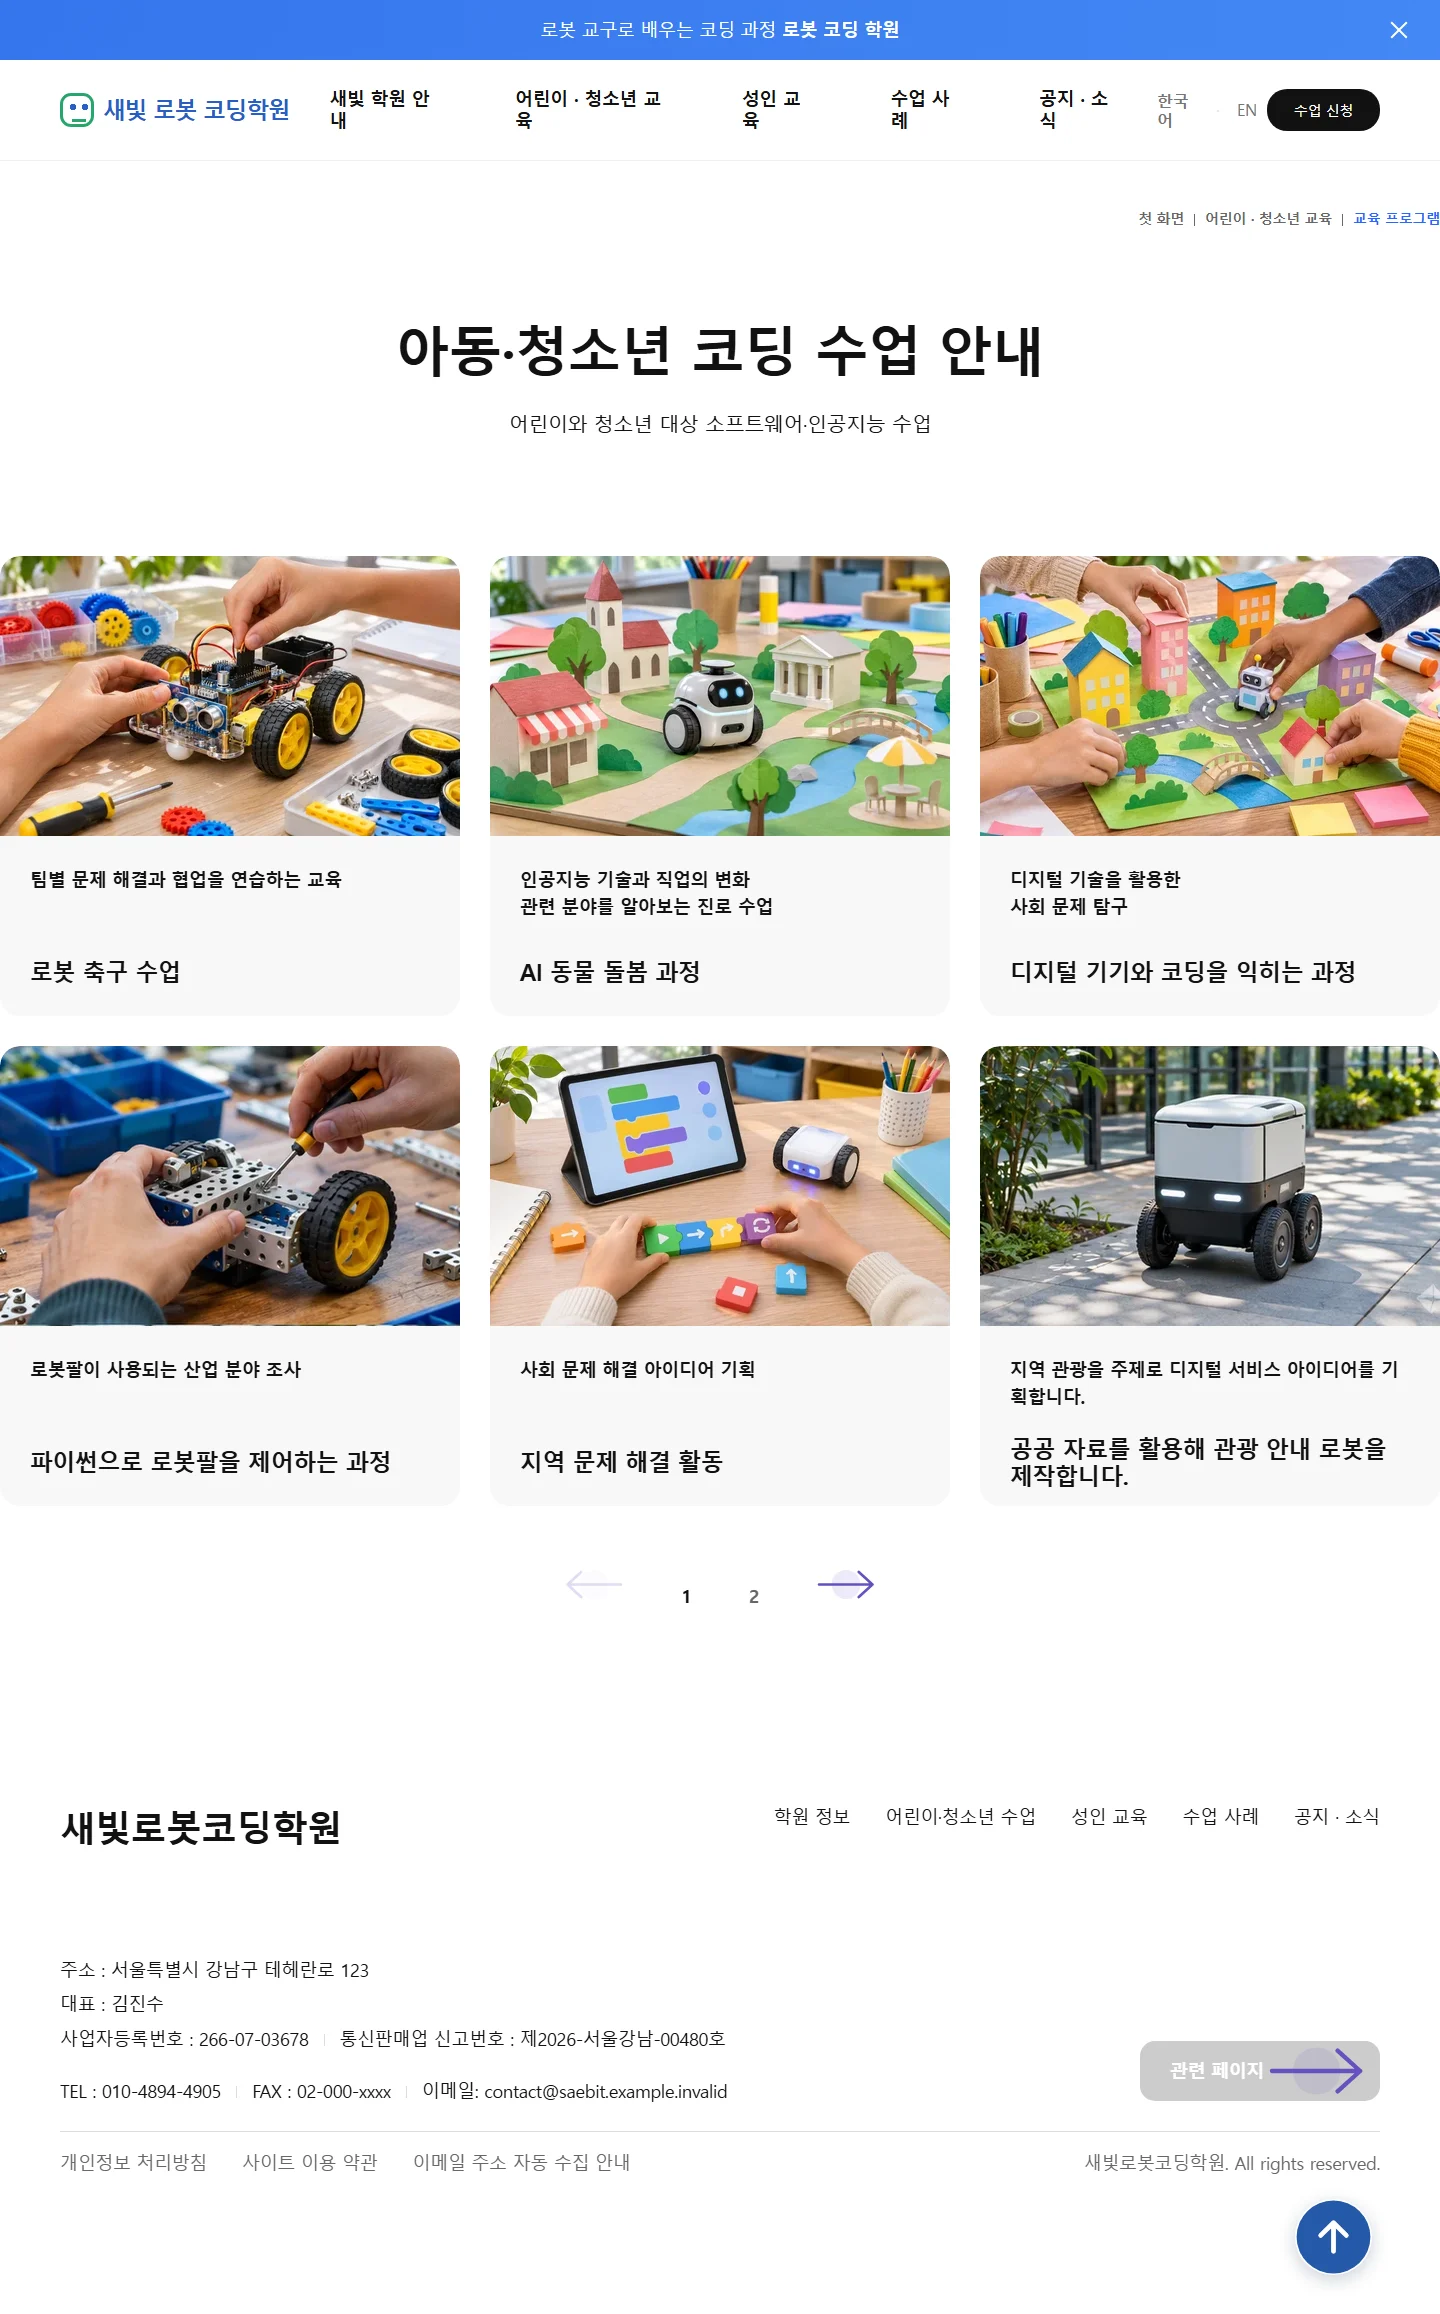 로봇 교구로 배우는 코딩 과정 로봇 코딩 학원
새빛 로봇 코딩학원
새빛 학원 안
내
어린이 · 청소년 교
육
성인 교
육
수업 사
례
공지 · 소
식
한국
어
EN
수업 신청
첫 화면 | 어린이 · 청소년 교육 | 교육 프로그램
아동·청소년 코딩 수업 안내
어린이와 청소년 대상 소프트웨어·인공지능 수업
팀별 문제 해결과 협업을 연습하는 교육
로봇 축구 수업
인공지능 기술과 직업의 변화
관련 분야를 알아보는 진로 수업
AI 동물 돌봄 과정
디지털 기술을 활용한
사회 문제 탐구
디지털 기기와 코딩을 익히는 과정
로봇팔이 사용되는 산업 분야 조사
파이썬으로 로봇팔을 제어하는 과정
사회 문제 해결 아이디어 기획
지역 문제 해결 활동
지역 관광을 주제로 디지털 서비스 아이디어를 기
획합니다.
공공 자료를 활용해 관광 안내 로봇을
제작합니다.
1 2
새빛로봇코딩학원
학원 정보 어린이·청소년 수업 성인 교육 수업 사례 공지 · 소식
주소 : 서울특별시 강남구 테헤란로 123
대표 : 김진수
사업자등록번호 : 266-07-03678 | 통신판매업 신고번호 : 제2026-서울강남-00480호
TEL : 010-4894-4905 | FAX : 02-000-xxxx | 이메일: contact@saebit.example.invalid
관련 페이지
개인정보 처리방침 사이트 이용 약관 이메일 주소 자동 수집 안내
새빛로봇코딩학원. All rights reserved.